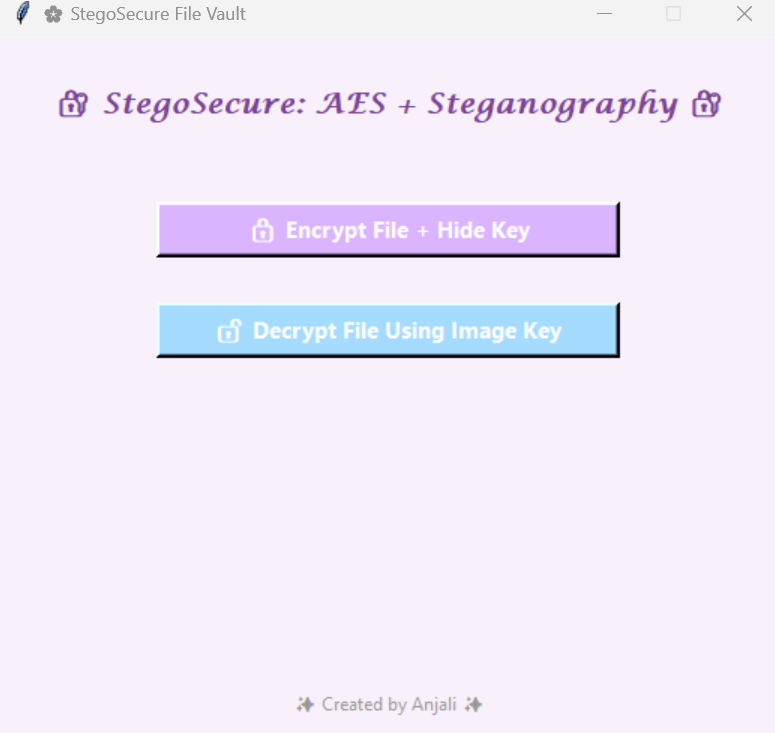 StegoSecure File Vault
StegoSecure: AES + Steganography
Encrypt File + Hide Key
Decrypt File Using Image Key
Created by Anjali